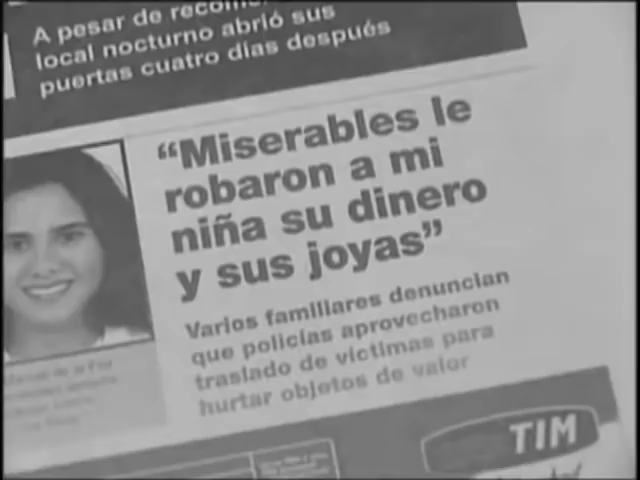 A pesar de
local nocturno abrió sus
puertas cuatro días después
“Miserables le
robaron a mi
niña su dinero
y sus joyas”
Varios familiares denuncian
que policías aprovecharon
traslado de víctimas para
hurtar objetos de valor
TIM